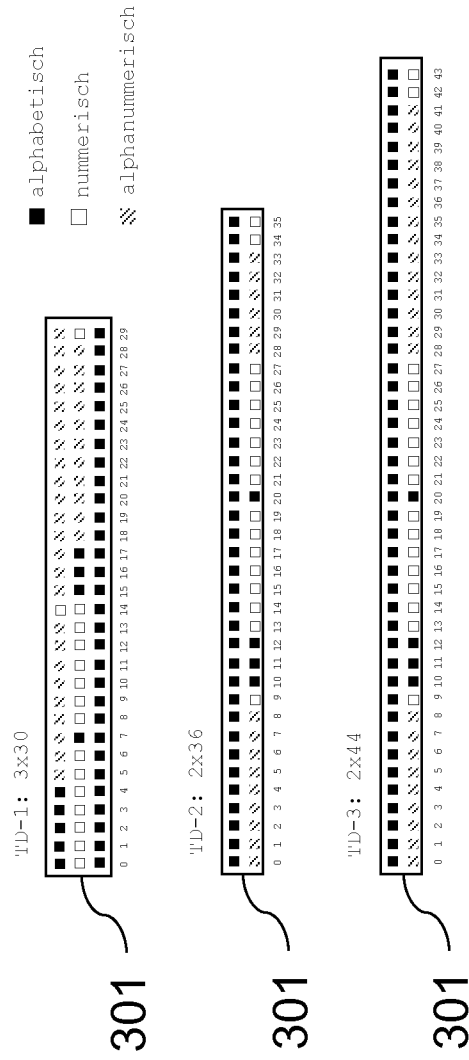 ■ alphabetisch
□ nummerisch
alphanummerisch
TD-1: 3x30
0 1 2 3 4 5 6 7 8 9 10 11 12 13 14 15 16 17 18 19 20 21 22 23 24 25 26 27 28 29
301
TD-2: 2x36
0 1 2 3 4 5 6 7 8 9 10 11 12 13 14 15 16 17 18 19 20 21 22 23 24 25 26 27 28 29 30 31 32 33 34 35
301
TD-3: 2x44
0 1 2 3 4 5 6 7 8 9 10 11 12 13 14 15 16 17 18 19 20 21 22 23 24 25 26 27 28 29 30 31 32 33 34 35 36 37 38 39 40 41 42 43
301